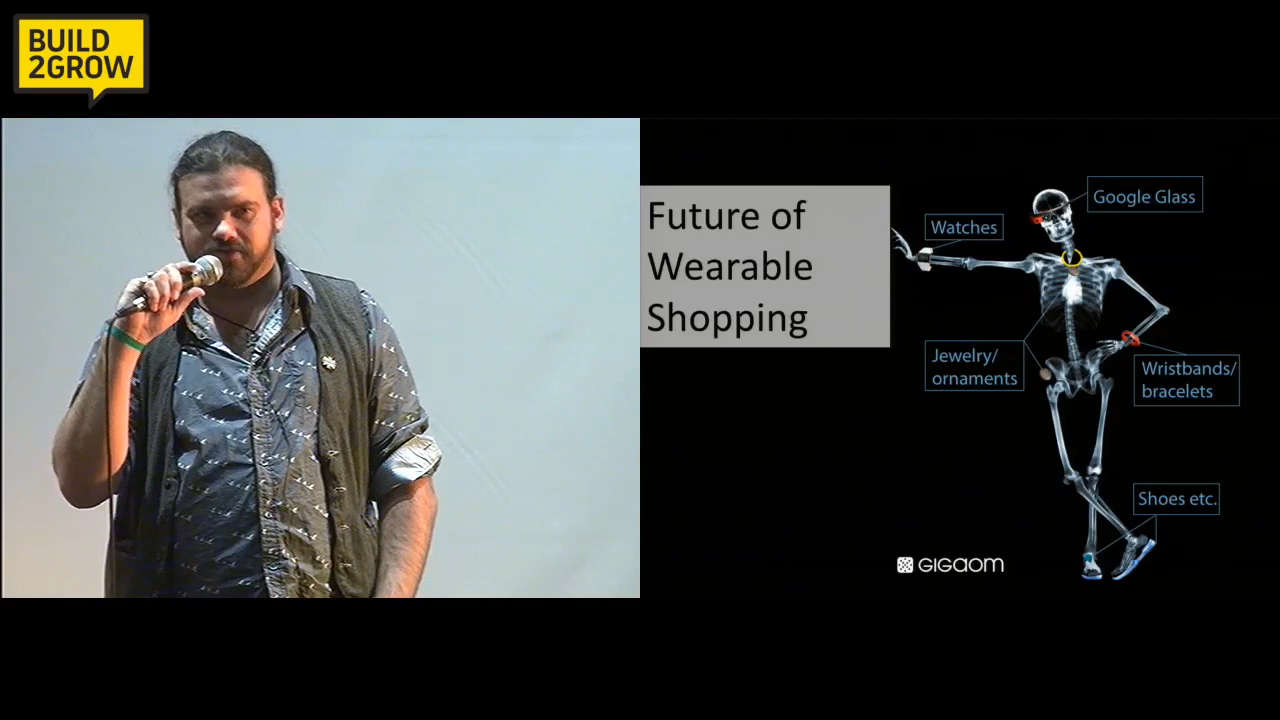 BUILD
2GROW
Future of
Wearable
Shopping
Watches
Google Glass
Jewelry/
ornaments
Wristbands/
bracelets
Shoes etc.
GIGAOM